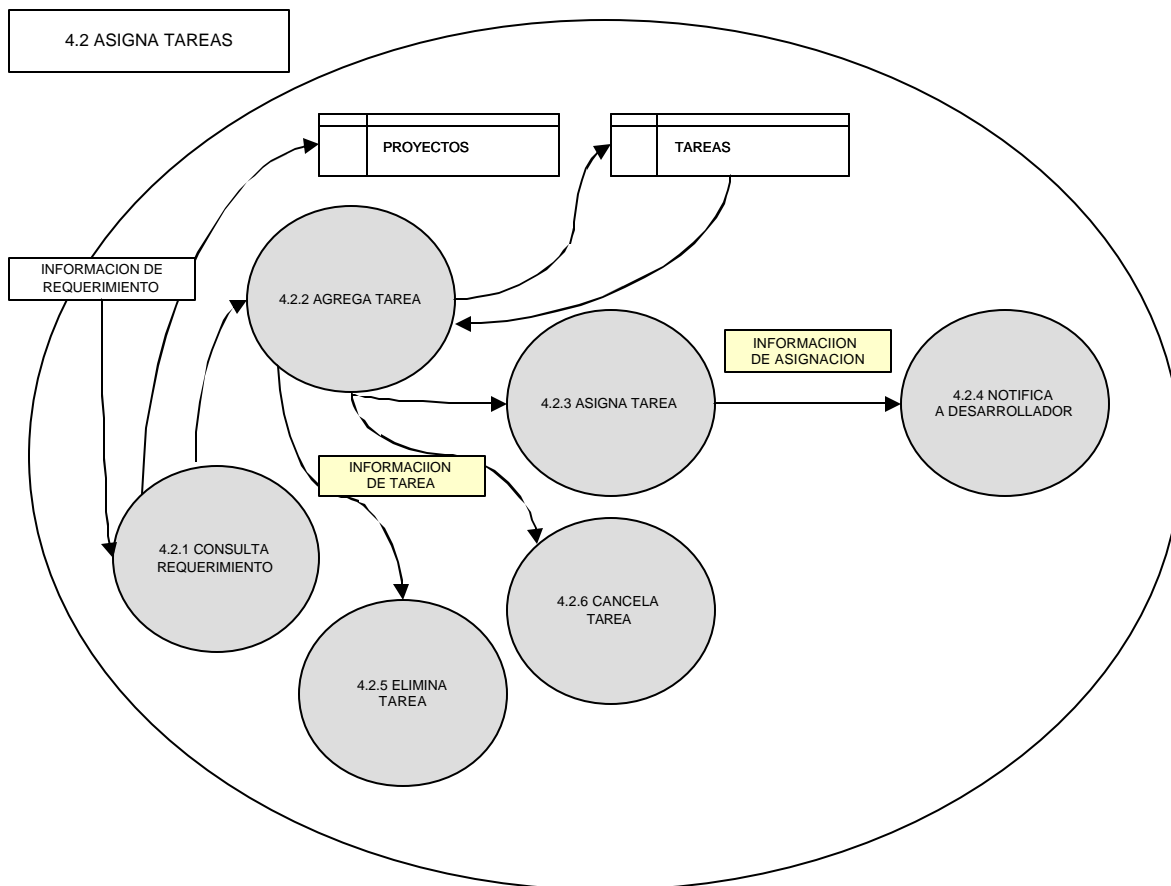 4.2 ASIGNA TAREAS
PROYECTOS
TAREAS
INFORMACION DE
REQUERIMIENTO
4.2.2 AGREGA TAREA
INFORMACIION
DE ASIGNACION
4.2.3 ASIGNA TAREA
4.2.4 NOTIFICA
A DESARROLLADOR
INFORMACIION
DE TAREA
4.2.1 CONSULTA
REQUERIMIENTO
4.2.6 CANCELA
TAREA
4.2.5 ELIMINA
TAREA